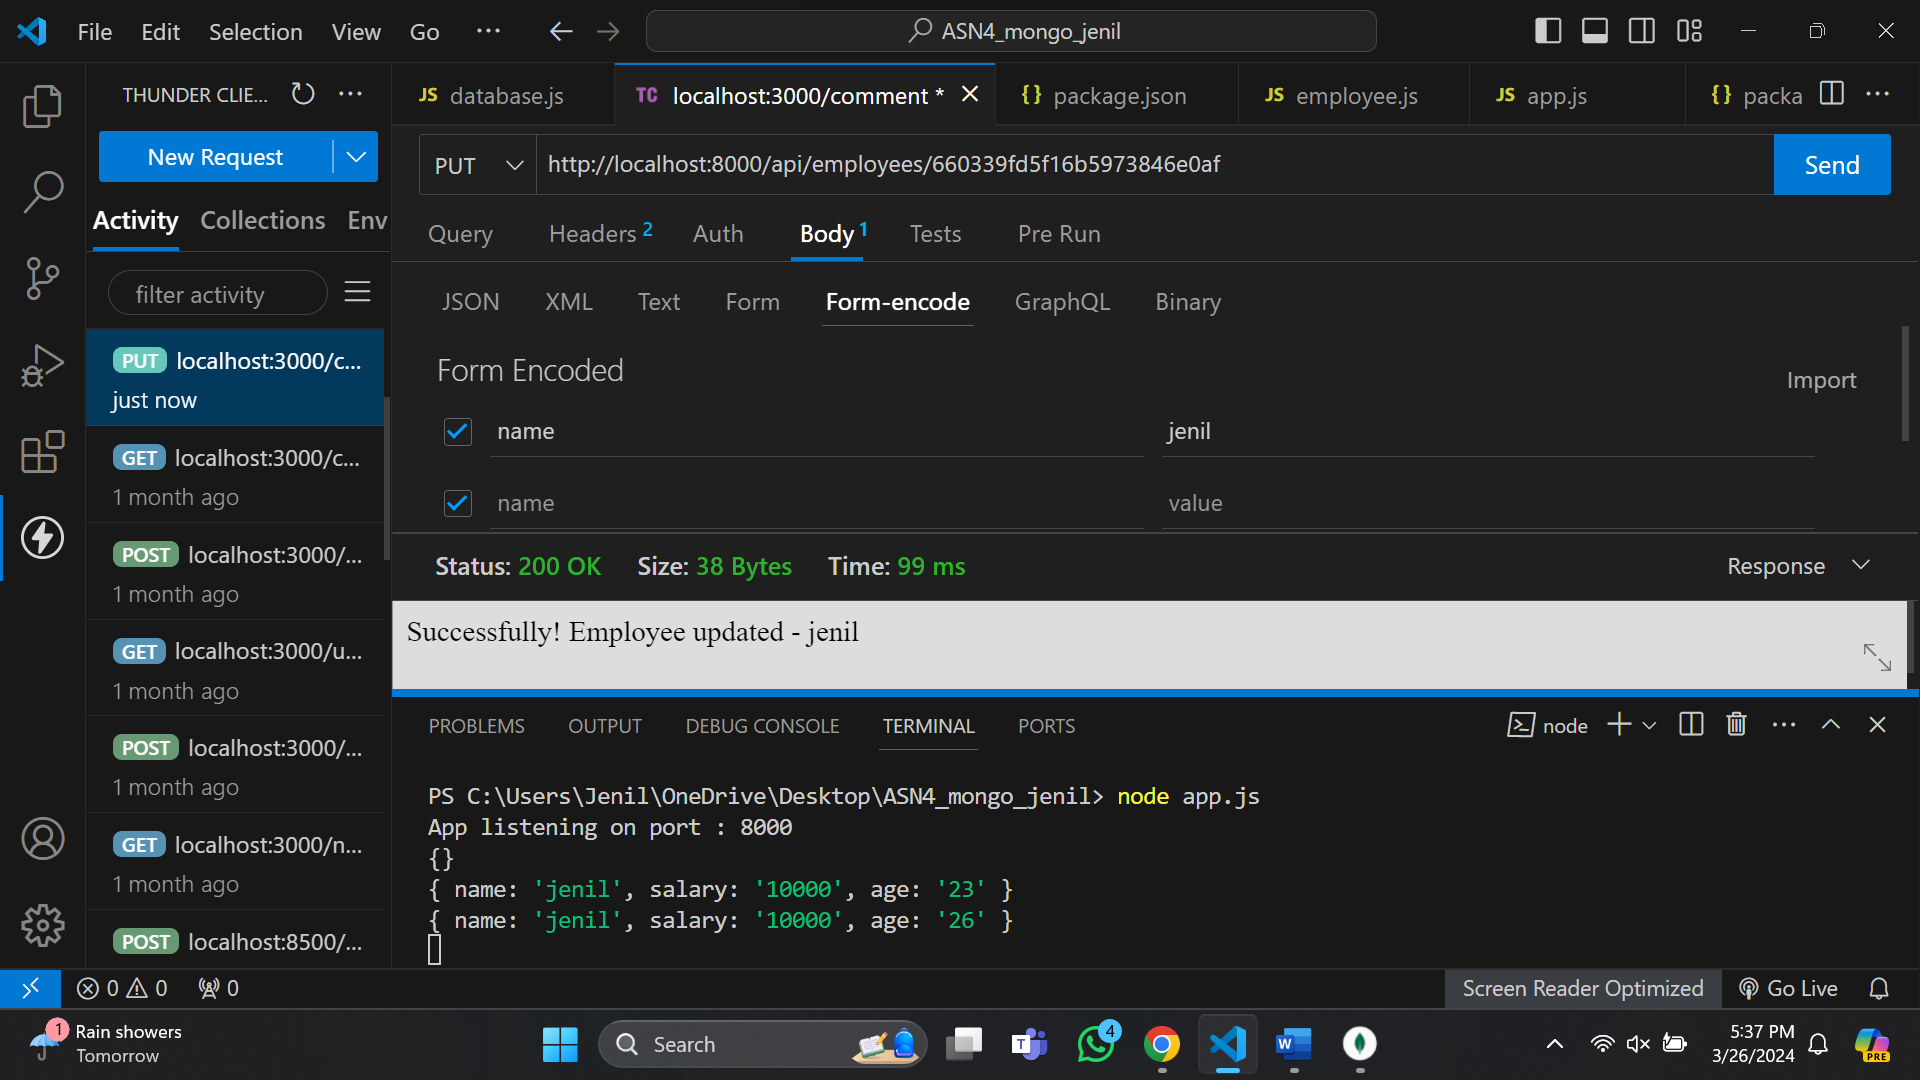 File Edit Selection View Go ··· ASN4_mongo_jenil
THUNDER CLIE... ···
JS database.js TC localhost:3000/comment * {} package.json JS employee.js JS app.js {} packa ···
New Request
PUT http://localhost:8000/api/employees/660339fd5f16b5973846e0af Send
Activity Collections Env
Query Headers 2 Auth Body 1 Tests Pre Run
filter activity
JSON XML Text Form Form-encode GraphQL Binary
PUT localhost:3000/c...
just now
GET localhost:3000/c...
1 month ago
POST localhost:3000/...
1 month ago
GET localhost:3000/u...
1 month ago
POST localhost:3000/...
1 month ago
GET localhost:3000/n...
1 month ago
POST localhost:8500/...
Form Encoded
Import
name jenil
name value
Status: 200 OK Size: 38 Bytes Time: 99 ms Response
Successfully! Employee updated - jenil
PROBLEMS OUTPUT DEBUG CONSOLE TERMINAL PORTS node ···
PS C:\Users\Jenil\OneDrive\Desktop\ASN4_mongo_jenil> node app.js
App listening on port : 8000
{}
{ name: 'jenil', salary: '10000', age: '23' }
{ name: 'jenil', salary: '10000', age: '26' }
0 0 0 Screen Reader Optimized Go Live
1 Rain showers
Tomorrow
Search
T
4
W
5:37 PM
3/26/2024
PRE